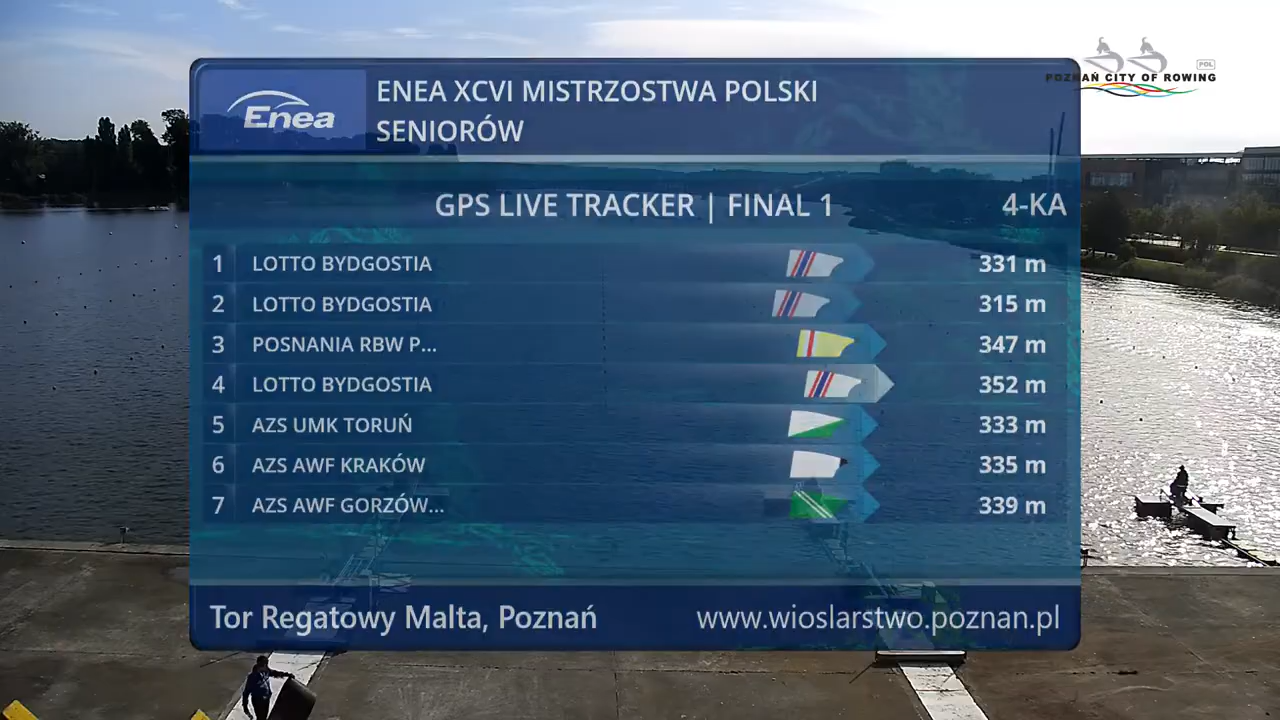 POL
POZNAŃ CITY OF ROWING
Enea
ENEA XCVI MISTRZOSTWA POLSKI
SENIORÓW
GPS LIVE TRACKER | FINAL 1 4-KA
1 LOTTO BYDGOSTIA 331 m
2 LOTTO BYDGOSTIA 315 m
3 POSNANIA RBW P... 347 m
4 LOTTO BYDGOSTIA 352 m
5 AZS UMK TORUŃ 333 m
6 AZS AWF KRAKÓW 335 m
7 AZS AWF GORZÓW... 339 m
Tor Regatowy Malta, Poznań www.wioslarstwo.poznan.pl